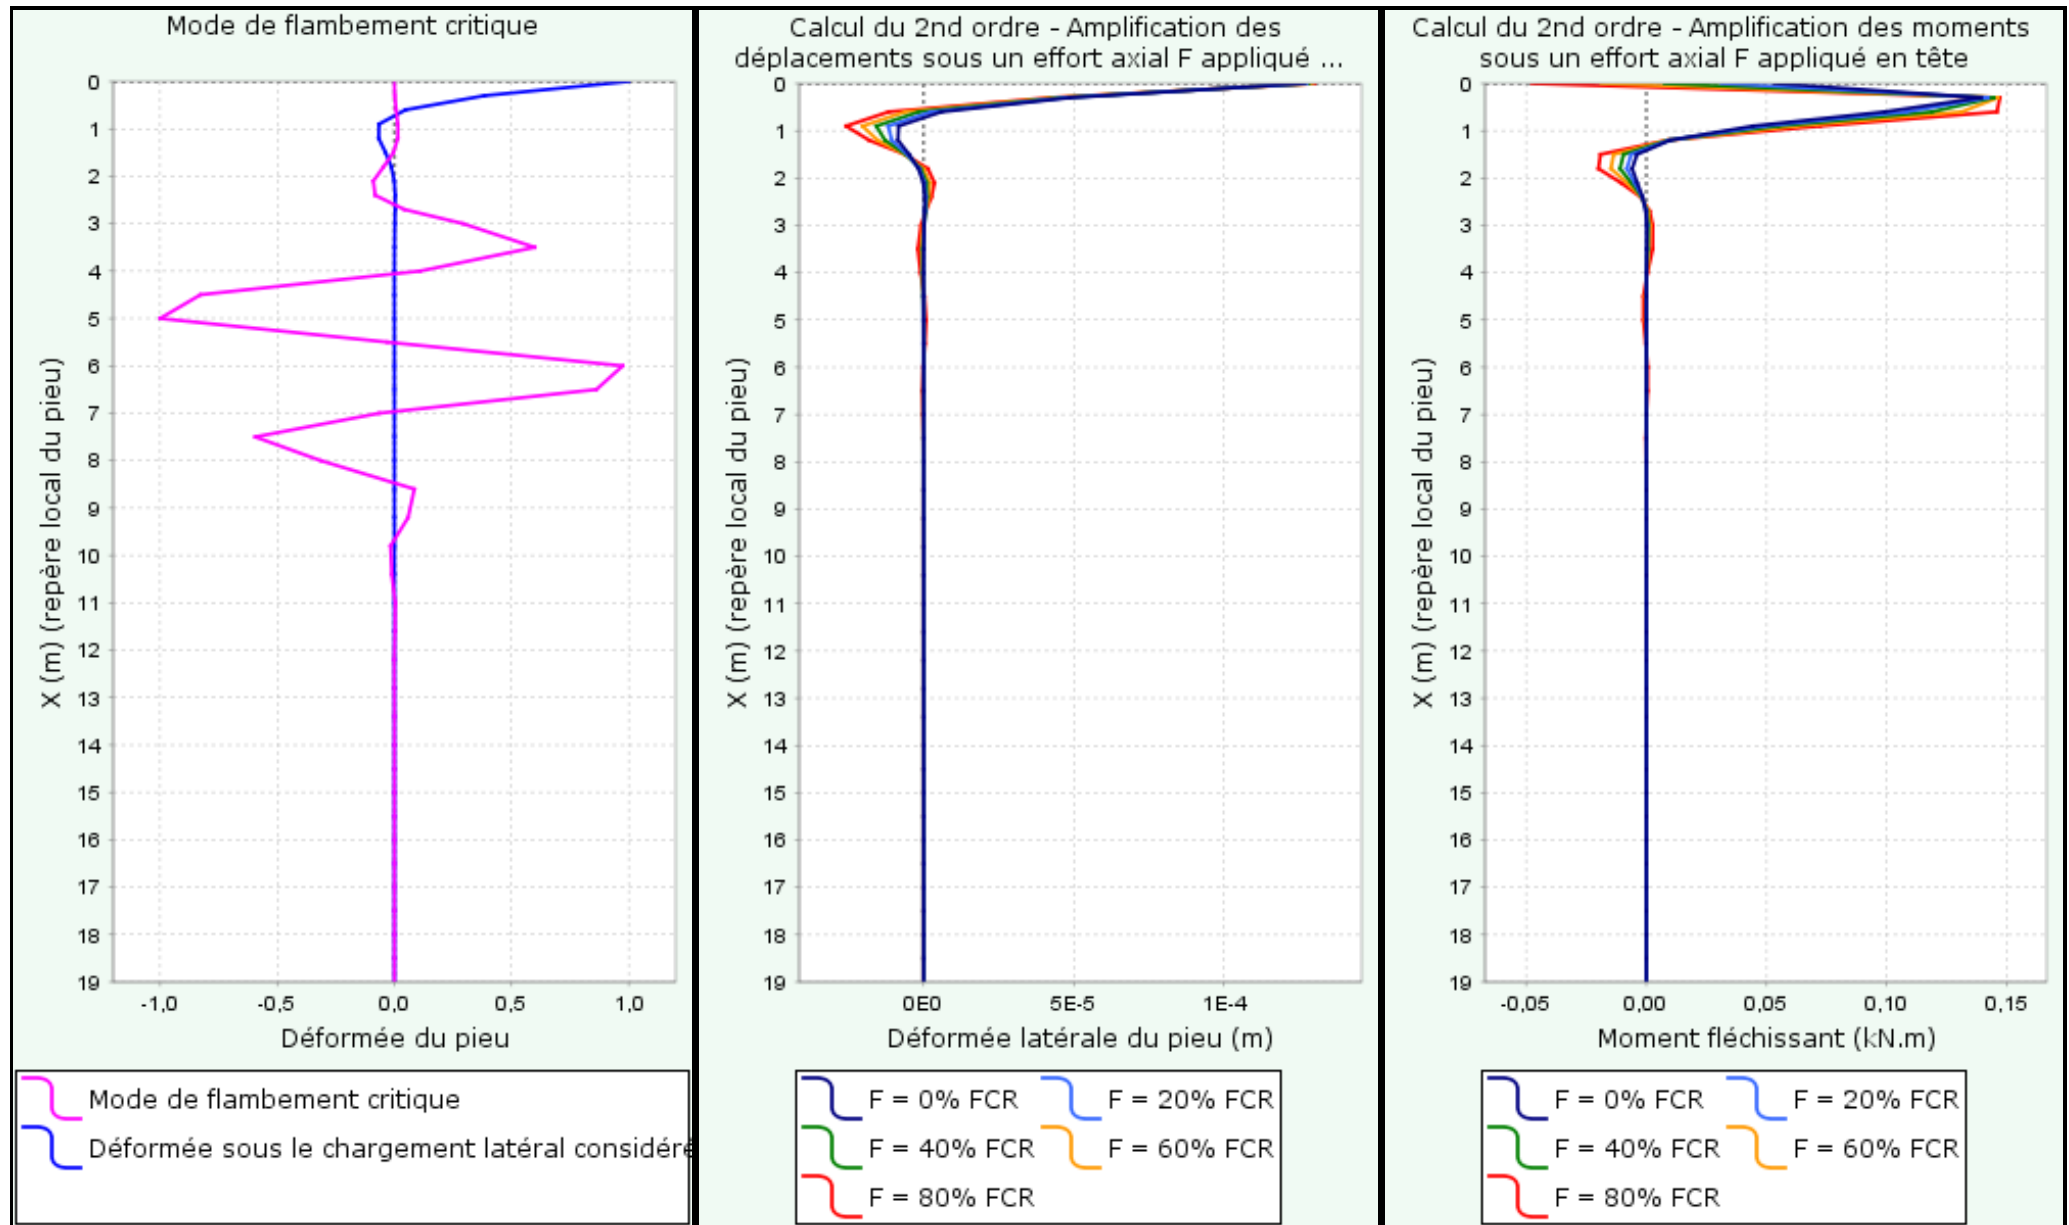 Mode de flambement critique
0
1
2
3
4
5
6
7
8
9
10
11
12
13
14
15
16
17
18
19
X (m) (repère local du pieu)
-1,0 -0,5 0,0 0,5 1,0
Déformée du pieu
Mode de flambement critique
Déformée sous le chargement latéral considéré
Calcul du 2nd ordre - Amplification des
déplacements sous un effort axial F appliqué ...
0
1
2
3
4
5
6
7
8
9
10
11
12
13
14
15
16
17
18
19
X (m) (repère local du pieu)
0E0 5E-5 1E-4
Déformée latérale du pieu (m)
F = 0% FCR F = 20% FCR
F = 40% FCR F = 60% FCR
F = 80% FCR
Calcul du 2nd ordre - Amplification des moments
sous un effort axial F appliqué en tête
0
1
2
3
4
5
6
7
8
9
10
11
12
13
14
15
16
17
18
19
X (m) (repère local du pieu)
-0,05 0,00 0,05 0,10 0,15
Moment fléchissant (kN.m)
F = 0% FCR F = 20% FCR
F = 40% FCR F = 60% FCR
F = 80% FCR